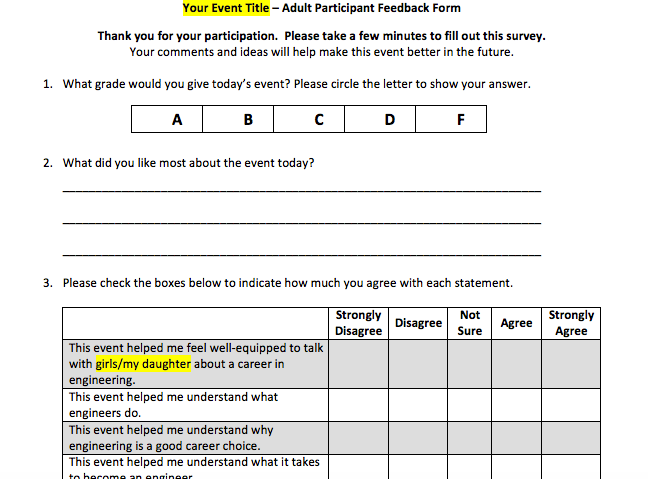 Your Event Title – Adult Participant Feedback Form
Thank you for your participation. Please take a few minutes to fill out this survey.
Your comments and ideas will help make this event better in the future.
1. What grade would you give today's event? Please circle the letter to show your answer.
A B C D F
2. What did you like most about the event today?
3. Please check the boxes below to indicate how much you agree with each statement.
Strongly Disagree Disagree Not Sure Agree Strongly Agree
This event helped me feel well-equipped to talk
with girls/my daughter about a career in
engineering.
This event helped me understand what
engineers do.
This event helped me understand why
engineering is a good career choice.
This event helped me understand what it takes
to become an engineer